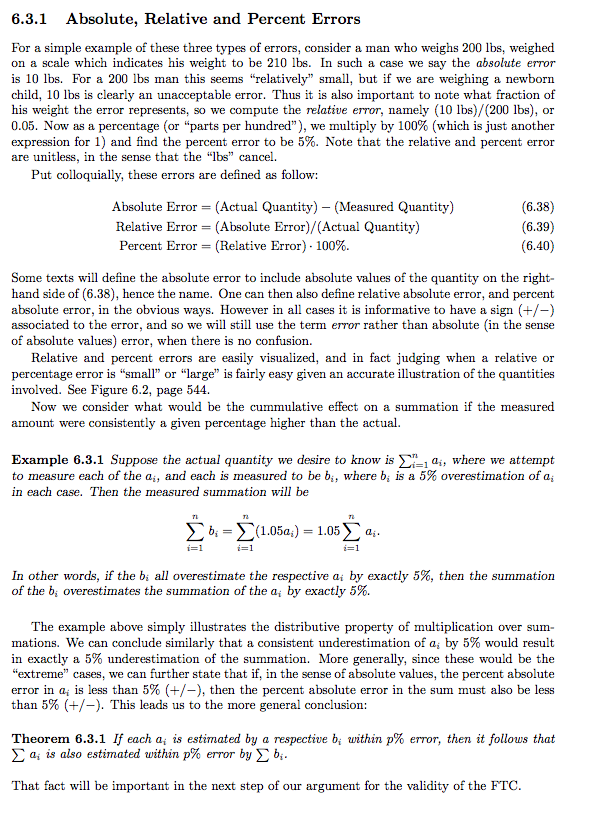 6.3.1 Absolute, Relative and Percent Errors
For a simple example of these three types of errors, consider a man who weighs 200 lbs, weighed
on a scale which indicates his weight to be 210 lbs. In such a case we say the absolute error
is 10 lbs. For a 200 lbs man this seems “relatively” small, but if we are weighing a newborn
child, 10 lbs is clearly an unacceptable error. Thus it is also important to note what fraction of
his weight the error represents, so we compute the relative error, namely (10 lbs)/(200 lbs), or
0.05. Now as a percentage (or “parts per hundred”), we multiply by 100% (which is just another
expression for 1) and find the percent error to be 5%. Note that the relative and percent error
are unitless, in the sense that the “lbs” cancel.
Put colloquially, these errors are defined as follow:
Absolute Error = (Actual Quantity) − (Measured Quantity) (6.38)
Relative Error = (Absolute Error)/(Actual Quantity) (6.39)
Percent Error = (Relative Error) · 100%. (6.40)
Some texts will define the absolute error to include absolute values of the quantity on the right-
hand side of (6.38), hence the name. One can then also define relative absolute error, and percent
absolute error, in the obvious ways. However in all cases it is informative to have a sign (+/−)
associated to the error, and so we will still use the term error rather than absolute (in the sense
of absolute values) error, when there is no confusion.
Relative and percent errors are easily visualized, and in fact judging when a relative or
percentage error is “small” or “large” is fairly easy given an accurate illustration of the quantities
involved. See Figure 6.2, page 544.
Now we consider what would be the cummulative effect on a summation if the measured
amount were consistently a given percentage higher than the actual.
Example 6.3.1 Suppose the actual quantity we desire to know is ∑ⁿᵢ₌₁ aᵢ, where we attempt
to measure each of the aᵢ, and each is measured to be bᵢ, where bᵢ is a 5% overestimation of aᵢ
in each case. Then the measured summation will be
∑ⁿᵢ₌₁ bᵢ = ∑ⁿᵢ₌₁ (1.05aᵢ) = 1.05 ∑ⁿᵢ₌₁ aᵢ.
In other words, if the bᵢ all overestimate the respective aᵢ by exactly 5%, then the summation
of the bᵢ overestimates the summation of the aᵢ by exactly 5%.
The example above simply illustrates the distributive property of multiplication over sum-
mations. We can conclude similarly that a consistent underestimation of aᵢ by 5% would result
in exactly a 5% underestimation of the summation. More generally, since these would be the
“extreme” cases, we can further state that if, in the sense of absolute values, the percent absolute
error in aᵢ is less than 5% (+/−), then the percent absolute error in the sum must also be less
than 5% (+/−). This leads us to the more general conclusion:
Theorem 6.3.1 If each aᵢ is estimated by a respective bᵢ within p% error, then it follows that
∑ aᵢ is also estimated within p% error by ∑ bᵢ.
That fact will be important in the next step of our argument for the validity of the FTC.